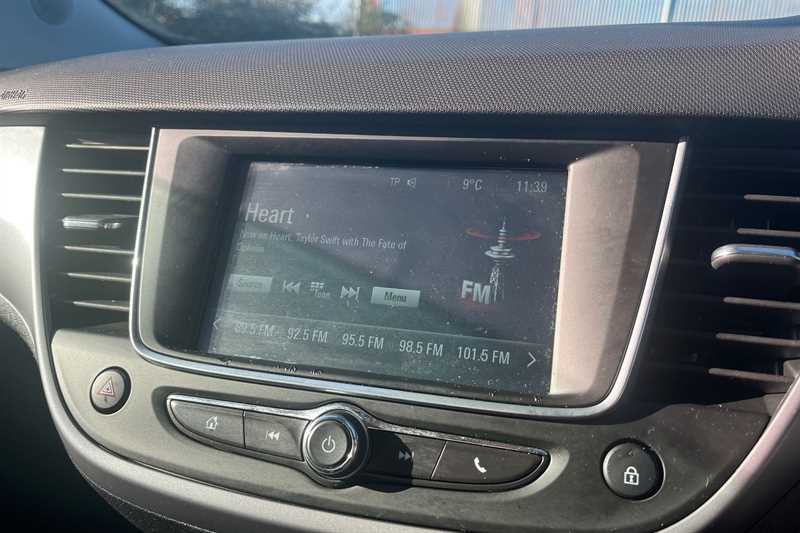 AIRBAG
TP 9°C 11:39
Heart
Now on Heart: Taylor Swift with The Fate of
Ophelia
FM
Source Tune Menu
89.5 FM 92.5 FM 95.5 FM 98.5 FM 101.5 FM